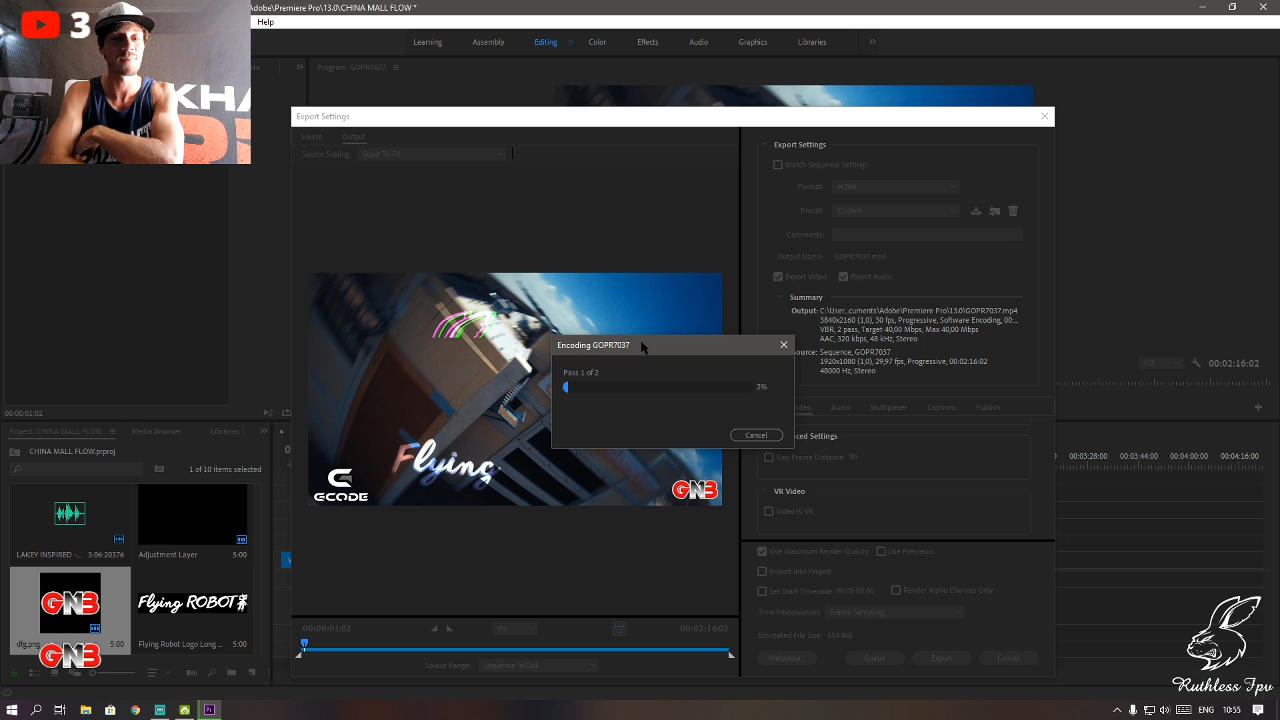 3
Adobe\Premiere Pro\13.0\CHINA MALL FLOW *
Help
Learning
Assembly
Editing
Color
Effects
Audio
Graphics
Libraries
Program: GOPR7037
Export Settings
Source
Output
Source Scaling:
Scale To Fit
Export Settings
Match Sequence Settings
Format:
H.264
Preset:
Custom
Comments:
Output Name:
GOPR7037.mp4
Export Video
Export Audio
Summary
Output: C:\User...cuments\Adobe\Premiere Pro\13.0\GOPR7037.mp4
3840x2160 (1,0), 30 fps, Progressive, Software Encoding, 00:...
VBR, 2 pass, Target 40,00 Mbps, Max 40,00 Mbps
AAC, 320 kbps, 48 kHz, Stereo
Source: Sequence, GOPR7037
1920x1080 (1,0), 29,97 fps, Progressive, 00:02:16:02
48000 Hz, Stereo
Encoding GOPR7037
Pass 1 of 2
2%
Cancel
1/2
00:02:16:02
Video
Audio
Multiplexer
Captions
Publish
Key Frame Distance: 90
VR Video
Video Is VR
Use Maximum Render Quality
Use Previews
Import Into Project
Set Start Timecode
00:00:00:00
Render Alpha Channel Only
Time Interpolation:
Frame Sampling
Estimated File Size:
654 MB
Metadata...
Queue
Export
Cancel
Flying
GCODE
GNB
00:00:01:02
Fit
00:02:16:02
Source Range:
Sequence In/Out
00:00:01:02
Project: CHINA MALL FLOW
Media Browser
Libraries
CHINA MALL FLOW.prproj
1 of 10 items selected
LAKEY INSPIRED -
3:06:20376
Adjustment Layer
5:00
GNB
Flying ROBOT
dfg.png
5:00
Flying Robot Logo Long
5:00
GNB
00:03:28:00
00:03:44:00
00:04:00:00
00:04:16:00
Ruthless Fpv
10:55